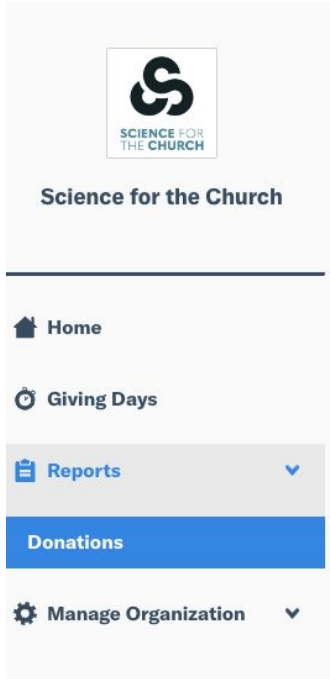 SCIENCE FOR
THE CHURCH
Science for the Church
Home
Giving Days
Reports
Donations
Manage Organization